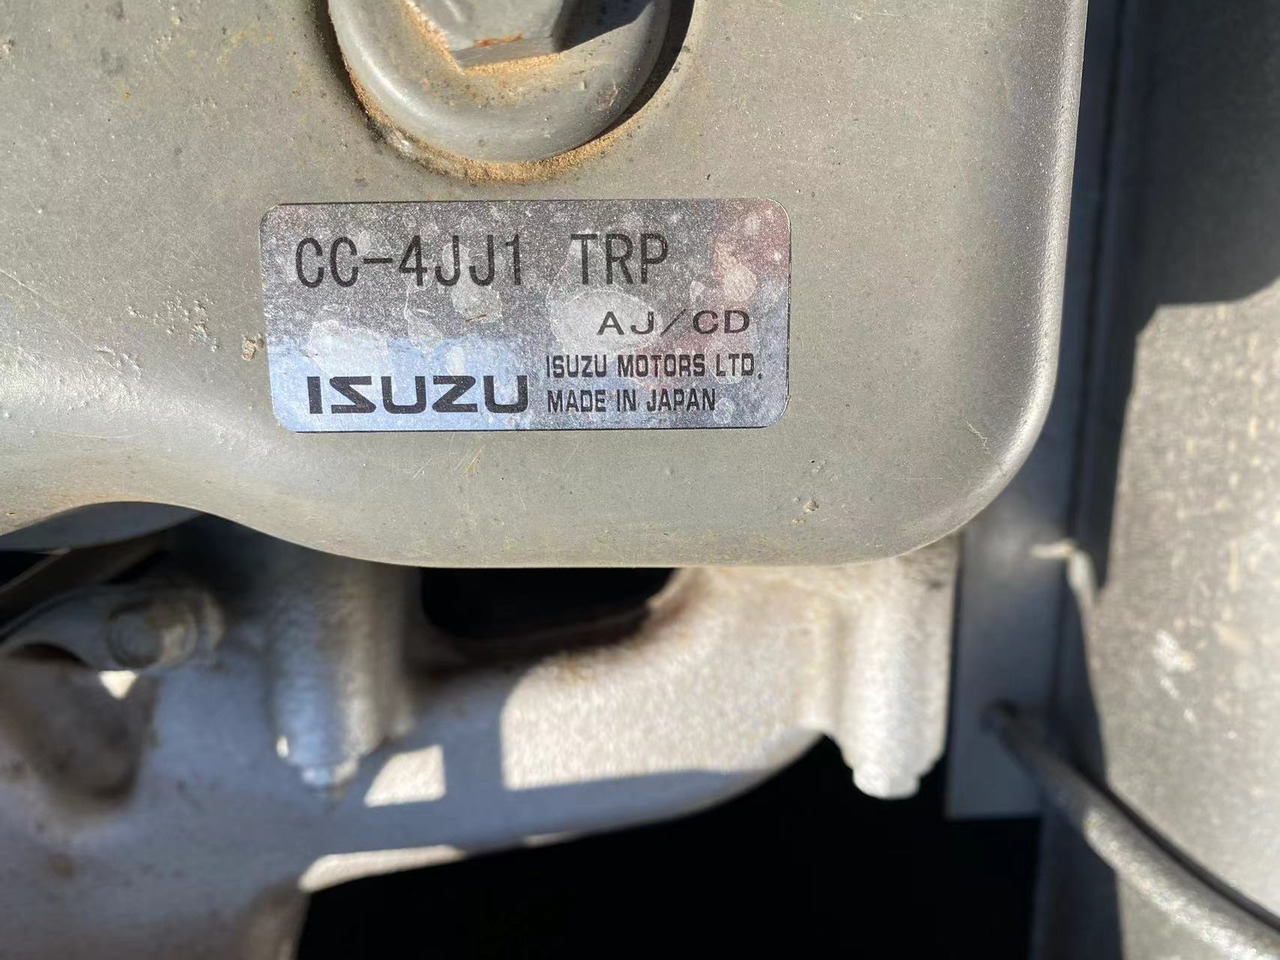 CC-4JJ1 TRP
AJ/CD
ISUZU
ISUZU MOTORS LTD.
MADE IN JAPAN